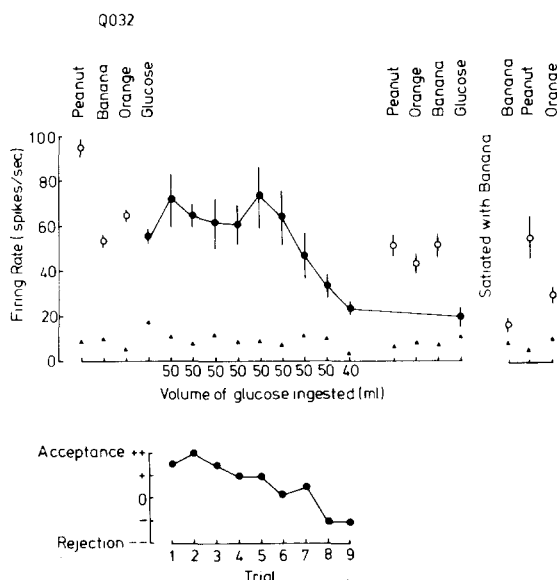 Q032
Peanut
Banana
Orange
Glucose
Peanut
Orange
Banana
Glucose
Satiated with Banana
Banana
Peanut
Orange
Firing Rate (spikes/sec)
100
80
60
40
20
0
50 50 50 50 50 50 50 50 40
Volume of glucose ingested (ml)
Acceptance ++
+
0
−
Rejection −−
1 2 3 4 5 6 7 8 9
Trial